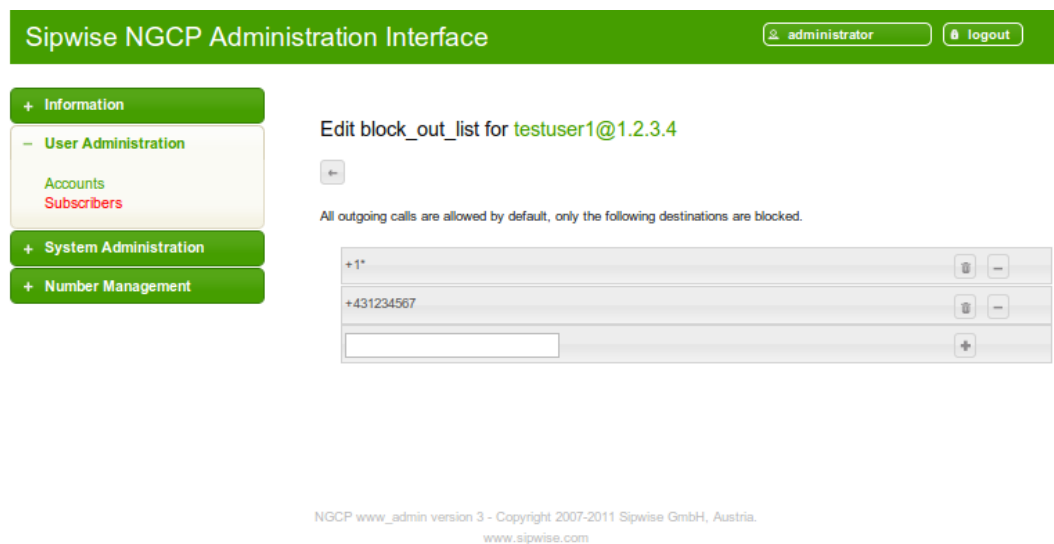 Sipwise NGCP Administration Interface
administrator
logout
+ Information
− User Administration
Accounts
Subscribers
+ System Administration
+ Number Management
Edit block_out_list for testuser1@1.2.3.4
All outgoing calls are allowed by default, only the following destinations are blocked.
+1*
+431234567
NGCP www_admin version 3 - Copyright 2007-2011 Sipwise GmbH, Austria.
www.sipwise.com